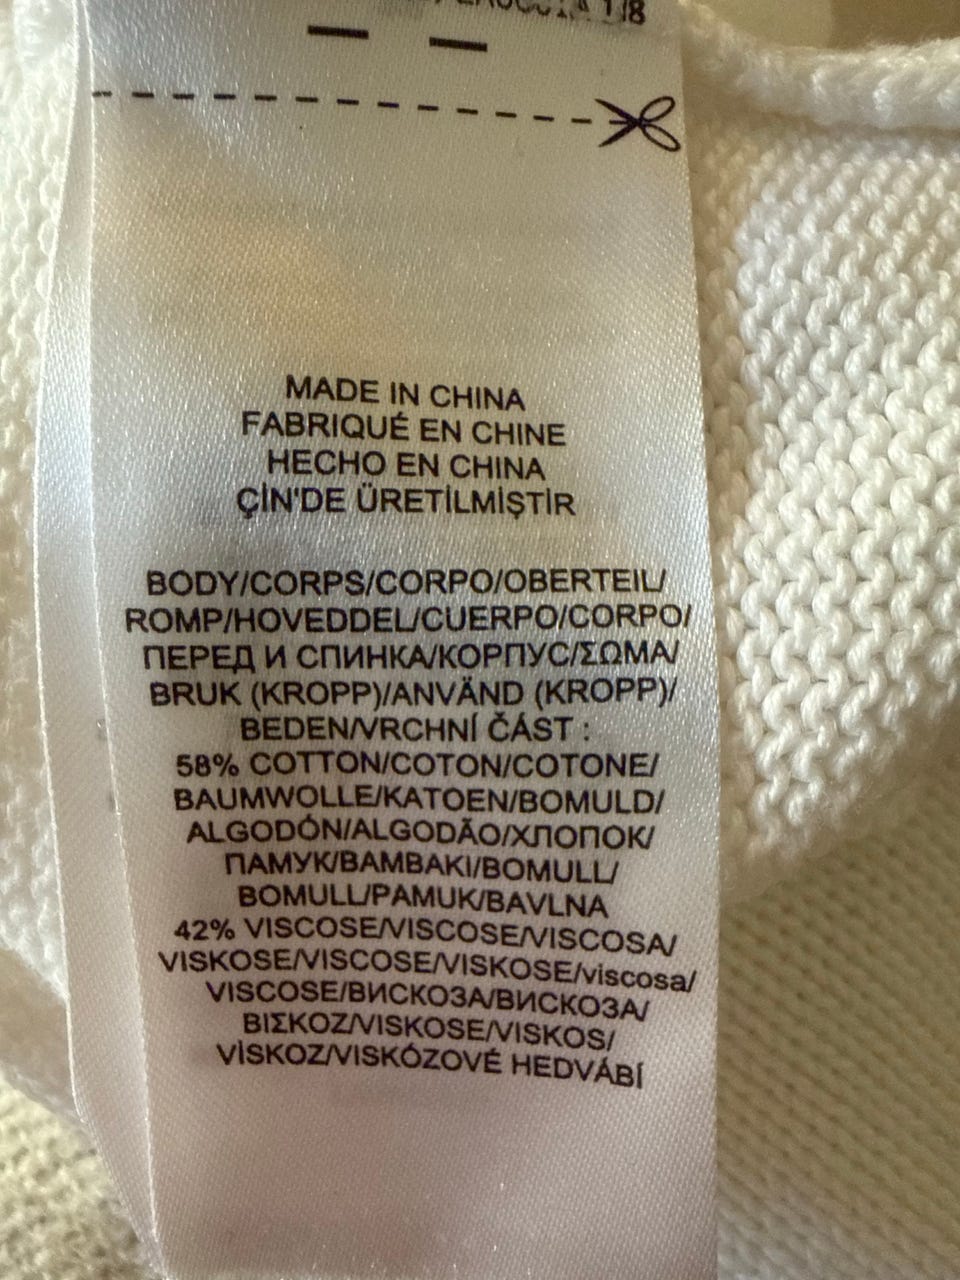 1/8
MADE IN CHINA
FABRIQUÉ EN CHINE
HECHO EN CHINA
ÇİN'DE ÜRETİLMİŞTİR
BODY/CORPS/CORPO/OBERTEIL/
ROMP/HOVEDDEL/CUERPO/CORPO/
ПЕРЕД И СПИНКА/КОРПУС/ΣΩΜΑ/
BRUK (KROPP)/ANVÄND (KROPP)/
BEDEN/VRCHNÍ ČÁST :
58% COTTON/COTON/COTONE/
BAUMWOLLE/KATOEN/BOMULD/
ALGODÓN/ALGODÃO/ХЛОПОК/
ПАМУК/BAMBAKI/BOMULL/
BOMULL/PAMUK/BAVLNA
42% VISCOSE/VISCOSE/VISCOSA/
VISKOSE/VISCOSE/VISKOSE/viscosa/
VISCOSE/ВИСКОЗА/ВИСКОЗА/
ΒΙΣΚΟΖ/VISKOSE/VISKOS/
VİSKOZ/VISKÓZOVÉ HEDVÁBÍ